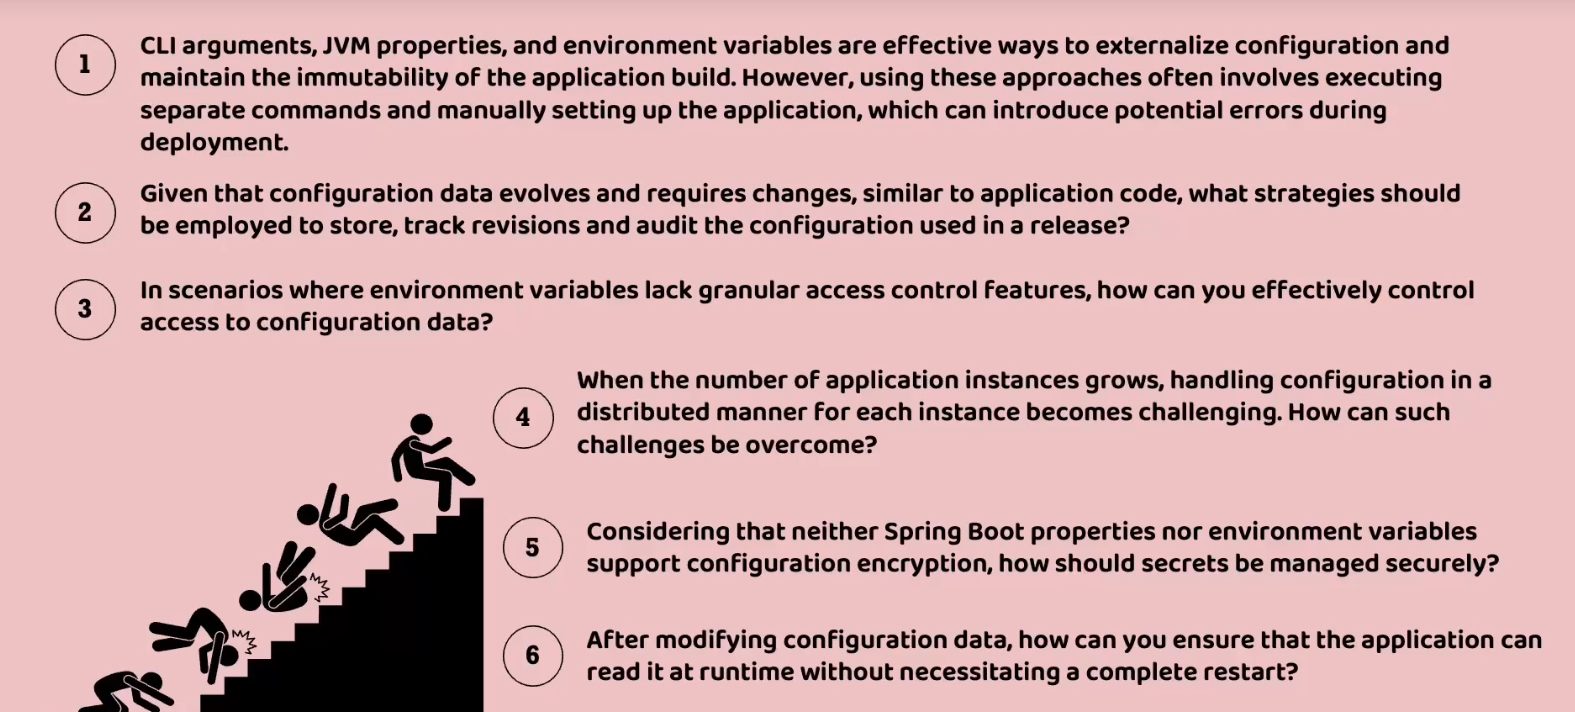 1
CLI arguments, JVM properties, and environment variables are effective ways to externalize configuration and
maintain the immutability of the application build. However, using these approaches often involves executing
separate commands and manually setting up the application, which can introduce potential errors during
deployment.
2
Given that configuration data evolves and requires changes, similar to application code, what strategies should
be employed to store, track revisions and audit the configuration used in a release?
3
In scenarios where environment variables lack granular access control features, how can you effectively control
access to configuration data?
4
When the number of application instances grows, handling configuration in a
distributed manner for each instance becomes challenging. How can such
challenges be overcome?
5
Considering that neither Spring Boot properties nor environment variables
support configuration encryption, how should secrets be managed securely?
6
After modifying configuration data, how can you ensure that the application can
read it at runtime without necessitating a complete restart?